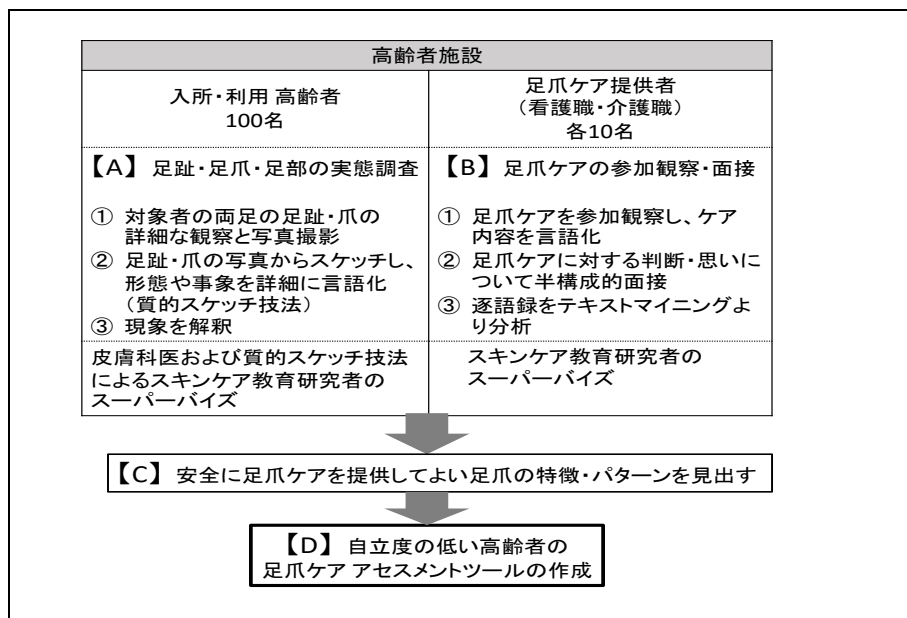 高齢者施設
入所・利用 高齢者
100名
足爪ケア提供者
(看護職・介護職)
各10名
【A】 足趾・足爪・足部の実態調査
① 対象者の両足の足趾・爪の
詳細な観察と写真撮影
② 足趾・爪の写真からスケッチし、
形態や事象を詳細に言語化
(質的スケッチ技法)
③ 現象を解釈
【B】 足爪ケアの参加観察・面接
① 足爪ケアを参加観察し、ケア
内容を言語化
② 足爪ケアに対する判断・思いに
ついて半構成的面接
③ 逐語録をテキストマイニングよ
り分析
皮膚科医および質的スケッチ技法
によるスキンケア教育研究者の
スーパーバイズ
スキンケア教育研究者の
スーパーバイズ
【C】 安全に足爪ケアを提供してよい足爪の特徴・パターンを見出す
【D】 自立度の低い高齢者の
足爪ケア アセスメントツールの作成